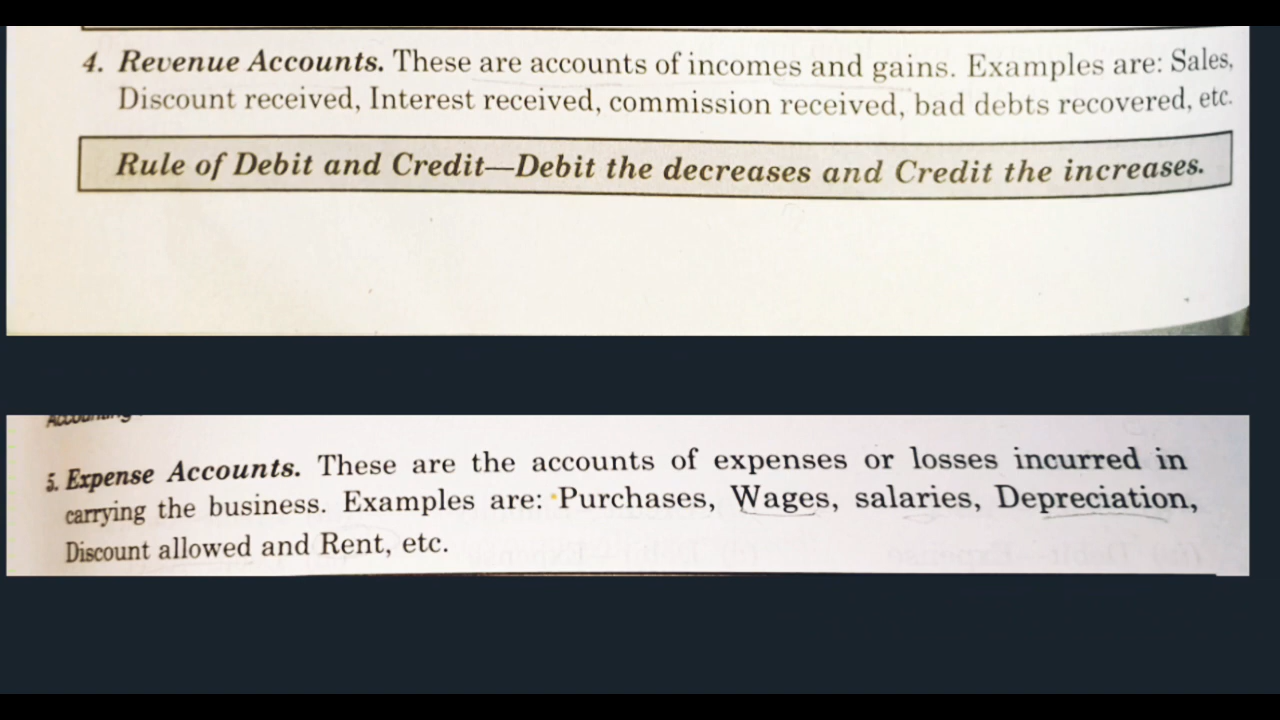 4. Revenue Accounts. These are accounts of incomes and gains. Examples are: Sales,
Discount received, Interest received, commission received, bad debts recovered, etc.
Rule of Debit and Credit—Debit the decreases and Credit the increases.
5. Expense Accounts. These are the accounts of expenses or losses incurred in
carrying the business. Examples are: Purchases, Wages, salaries, Depreciation,
Discount allowed and Rent, etc.